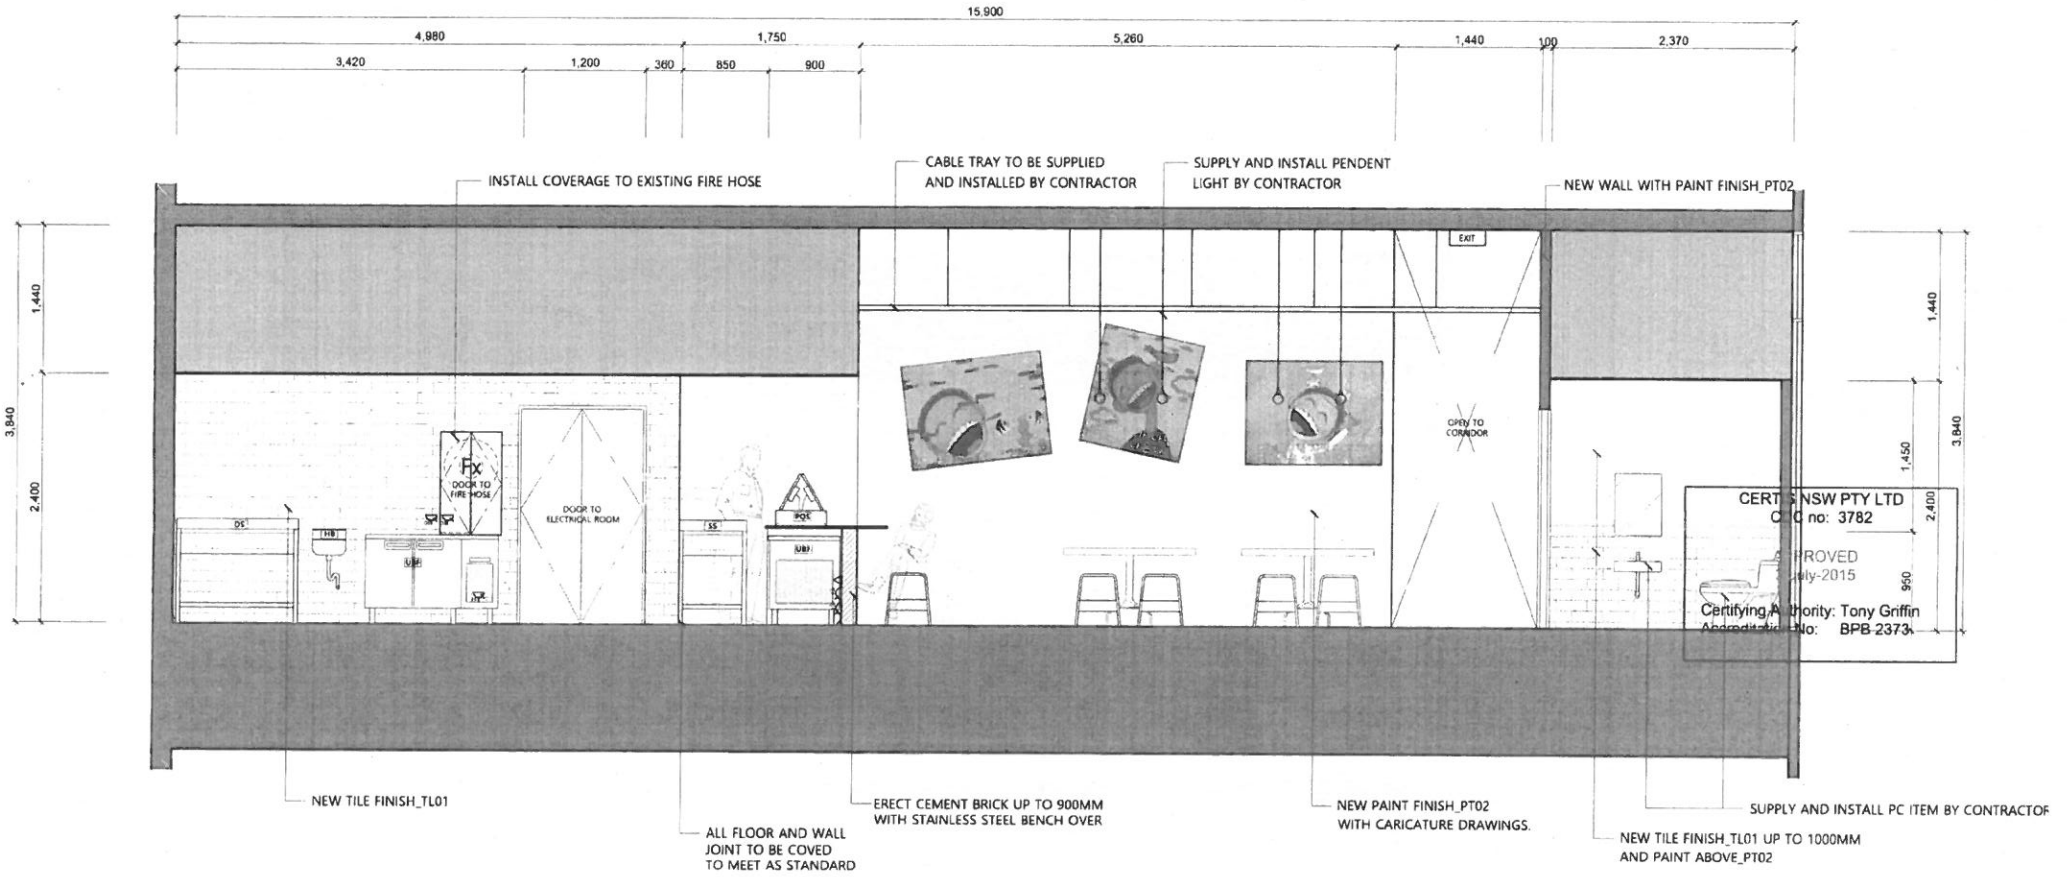 15,900
4,980
1,750
5,260
1,440
100
2,370
3,420
1,200
360
850
900
CABLE TRAY TO BE SUPPLIED
AND INSTALLED BY CONTRACTOR
SUPPLY AND INSTALL PENDENT
LIGHT BY CONTRACTOR
INSTALL COVERAGE TO EXISTING FIRE HOSE
NEW WALL WITH PAINT FINISH_PT02
EXIT
1,440
3,840
2,400
1,440
3,840
1,450
2,400
950
OPEN TO
CORRIDOR
Fx
DOOR TO
FIRE HOSE
DOOR TO
ELECTRICAL ROOM
DS
HB
UBF
SS
POS
UBF
CERTIS NSW PTY LTD
CDC no: 3782
APPROVED
July-2015
Certifying Authority: Tony Griffin
Accreditation No: BPB 2373
NEW TILE FINISH_TL01
ERECT CEMENT BRICK UP TO 900MM
WITH STAINLESS STEEL BENCH OVER
ALL FLOOR AND WALL
JOINT TO BE COVED
TO MEET AS STANDARD
NEW PAINT FINISH_PT02
WITH CARICATURE DRAWINGS.
SUPPLY AND INSTALL PC ITEM BY CONTRACTOR
NEW TILE FINISH_TL01 UP TO 1000MM
AND PAINT ABOVE_PT02